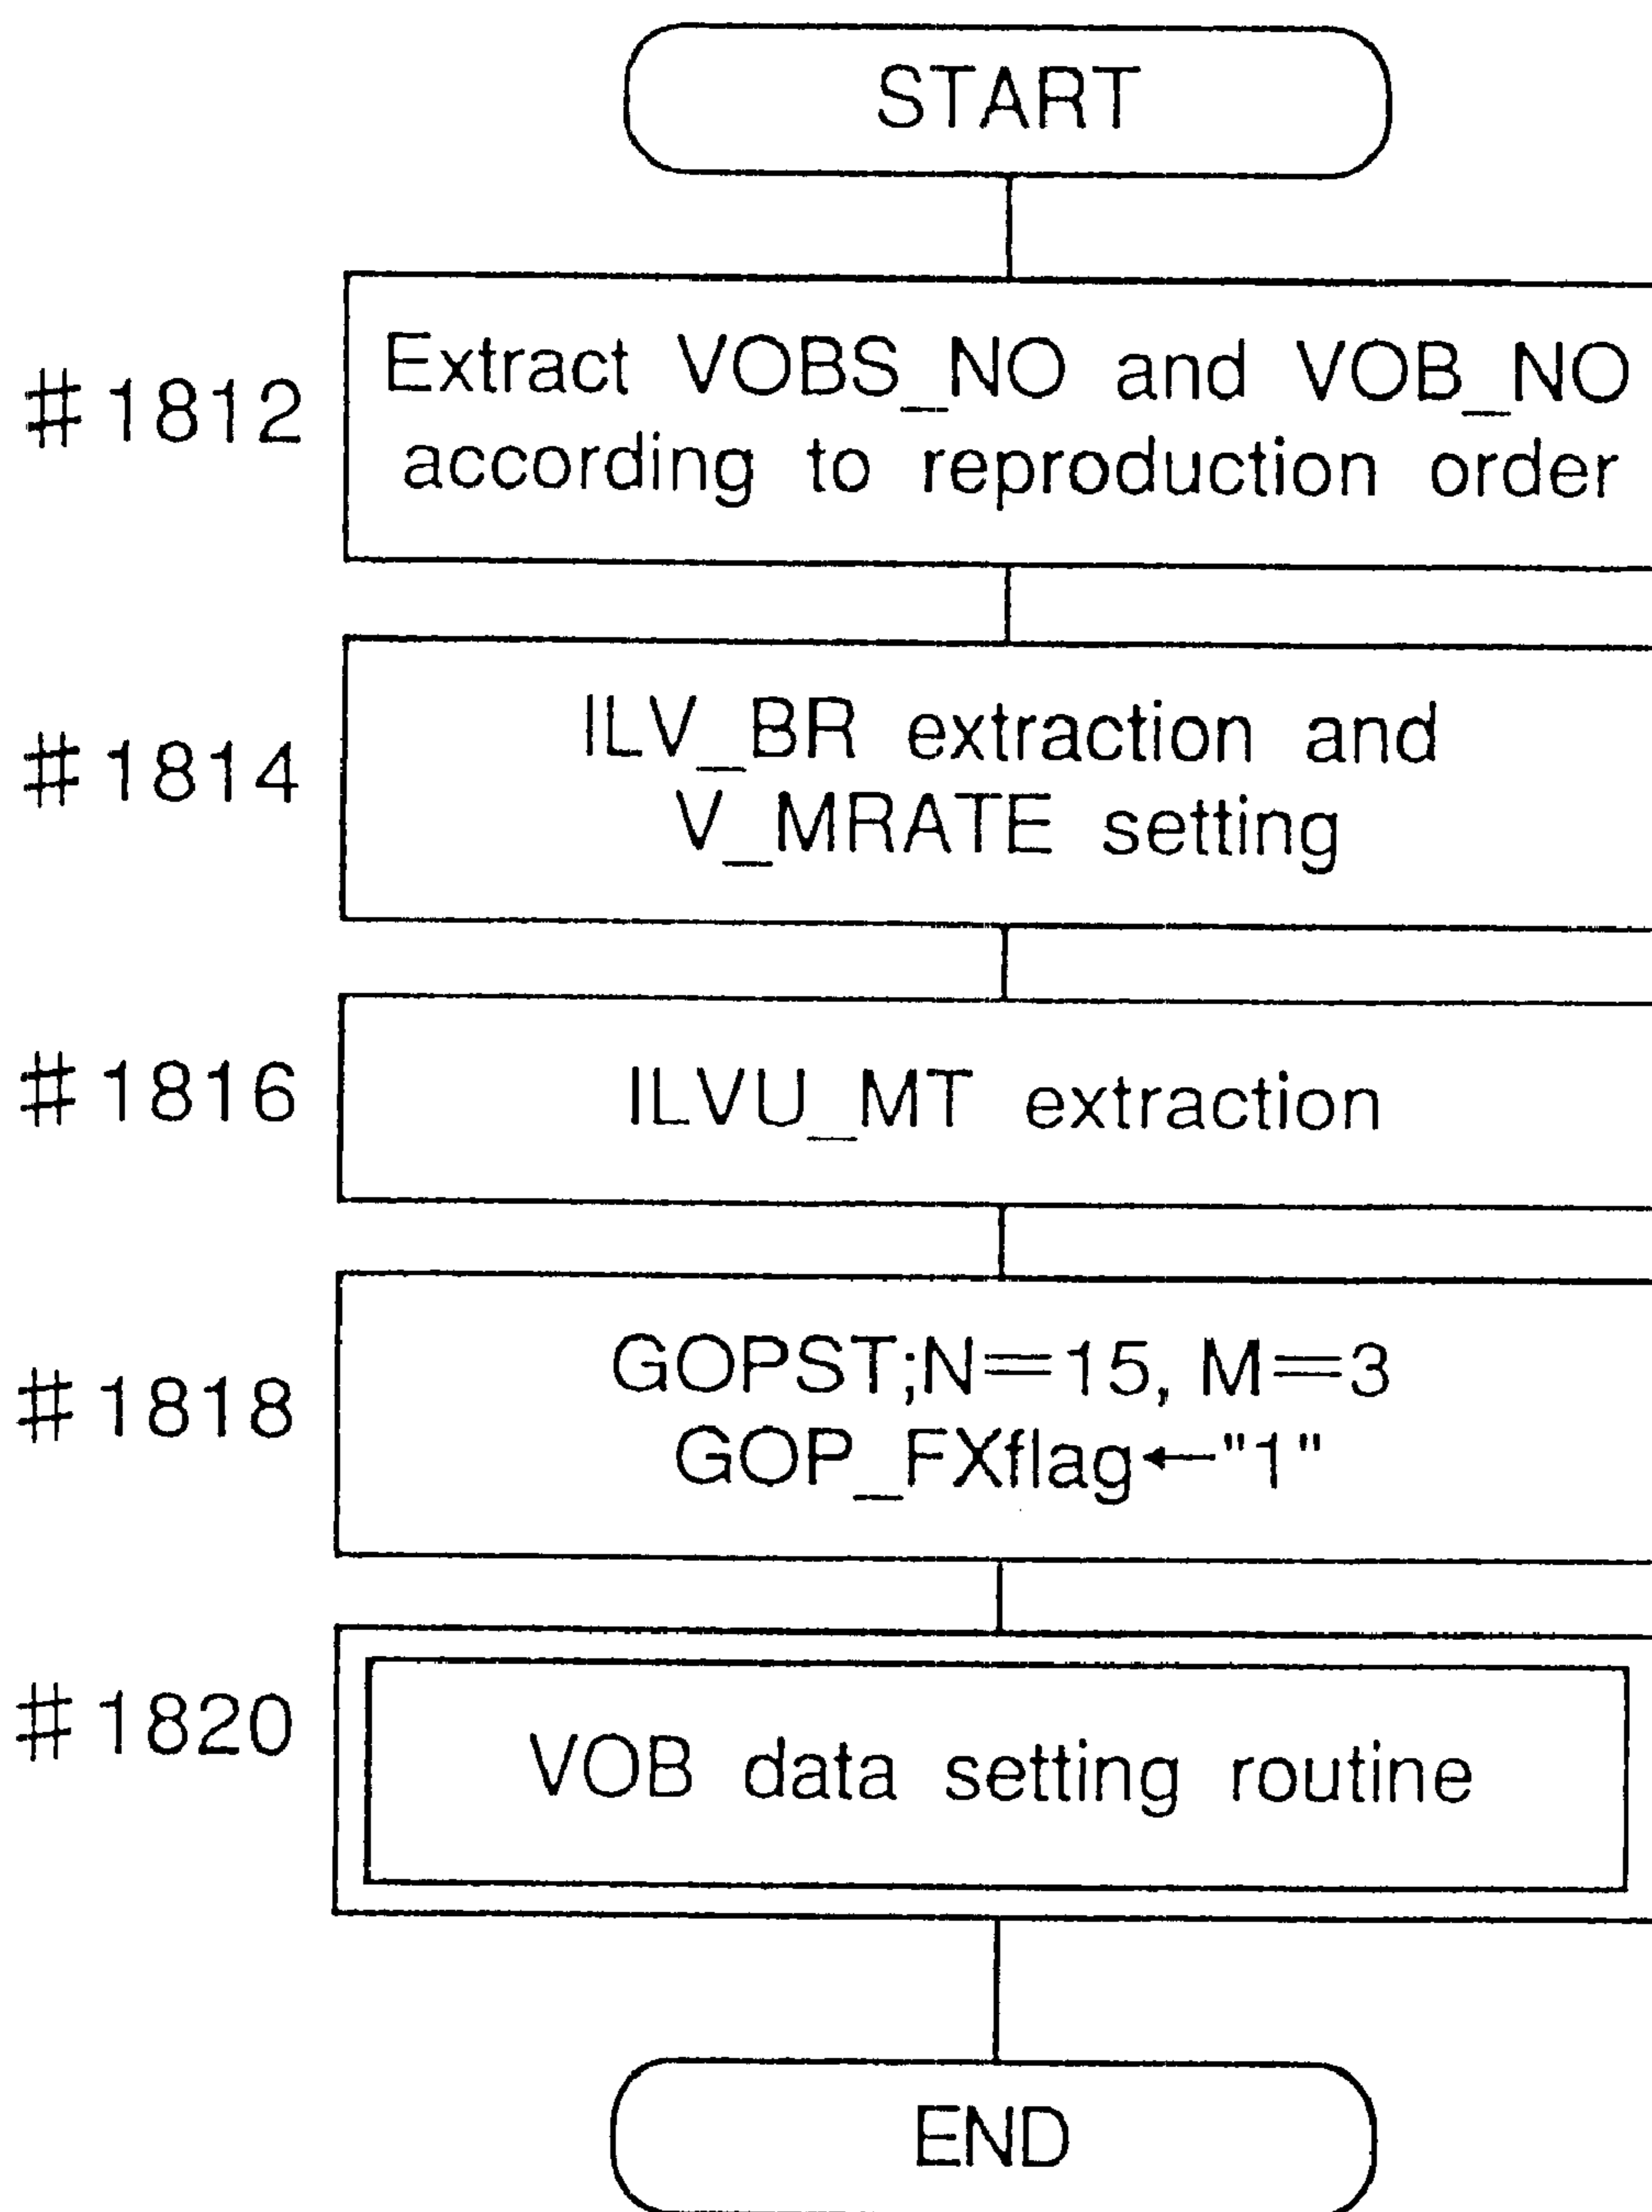 START
#1812
Extract VOBS_NO and VOB_NO
according to reproduction order
#1814
ILV_BR extraction and
V_MRATE setting
#1816
ILVU_MT extraction
#1818
GOPST;N=15, M=3
GOP_FXflag←"1"
#1820
VOB data setting routine
END